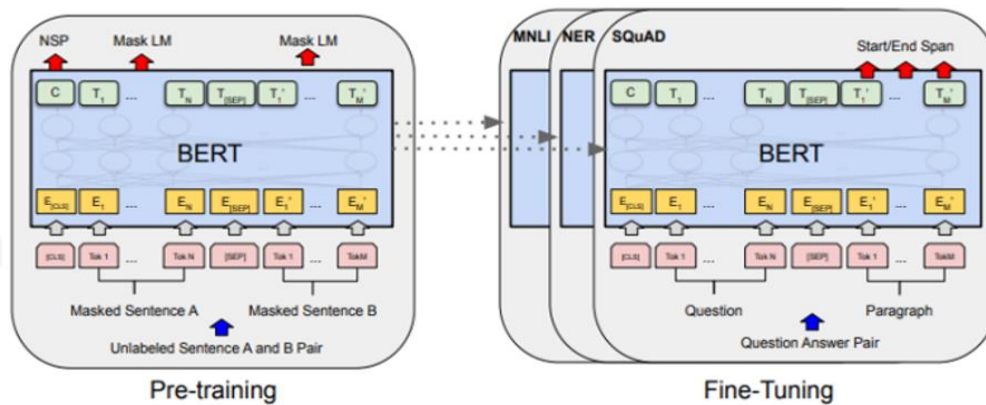 NSP Mask LM Mask LM
C T1 ... TN T[SEP] T1' ... TM'
BERT
E[CLS] E1 ... EN E[SEP] E1' ... EM'
[CLS] Tok 1 ... Tok N [SEP] Tok 1 ... TokM
Masked Sentence A Masked Sentence B
Unlabeled Sentence A and B Pair
Pre-training
MNLI NER SQuAD Start/End Span
C T1 ... TN T[SEP] T1' ... TM'
BERT
E[CLS] E1 ... EN E[SEP] E1' ... EM'
[CLS] Tok 1 ... Tok N [SEP] Tok 1 ... TokM
Question Paragraph
Question Answer Pair
Fine-Tuning